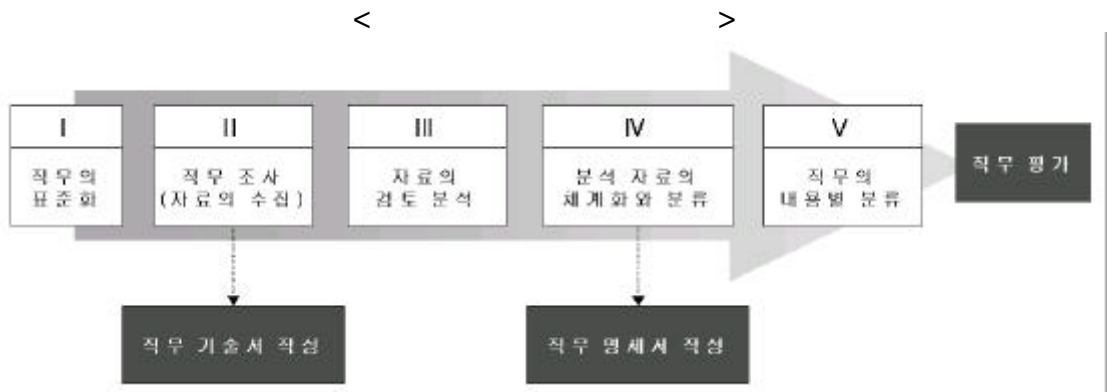 < >
I
II
III
IV
V
직무의
표준화
직무 조사
(자료의 수집)
자료의
검토 분석
분석 자료의
체계화와 분류
직무의
내용별 분류
직무 평가
직무 기술서 작성
직무 명세서 작성